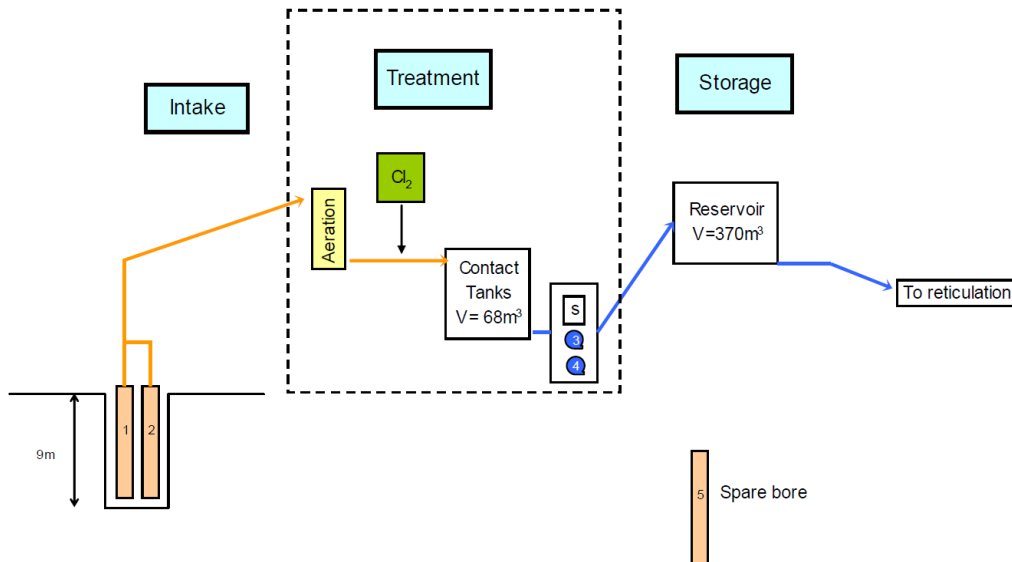 Intake
Treatment
Storage
Aeration
Cl₂
Contact
Tanks
V= 68m³
s
3
4
Reservoir
V=370m³
To reticulation
9m
1
2
5
Spare bore